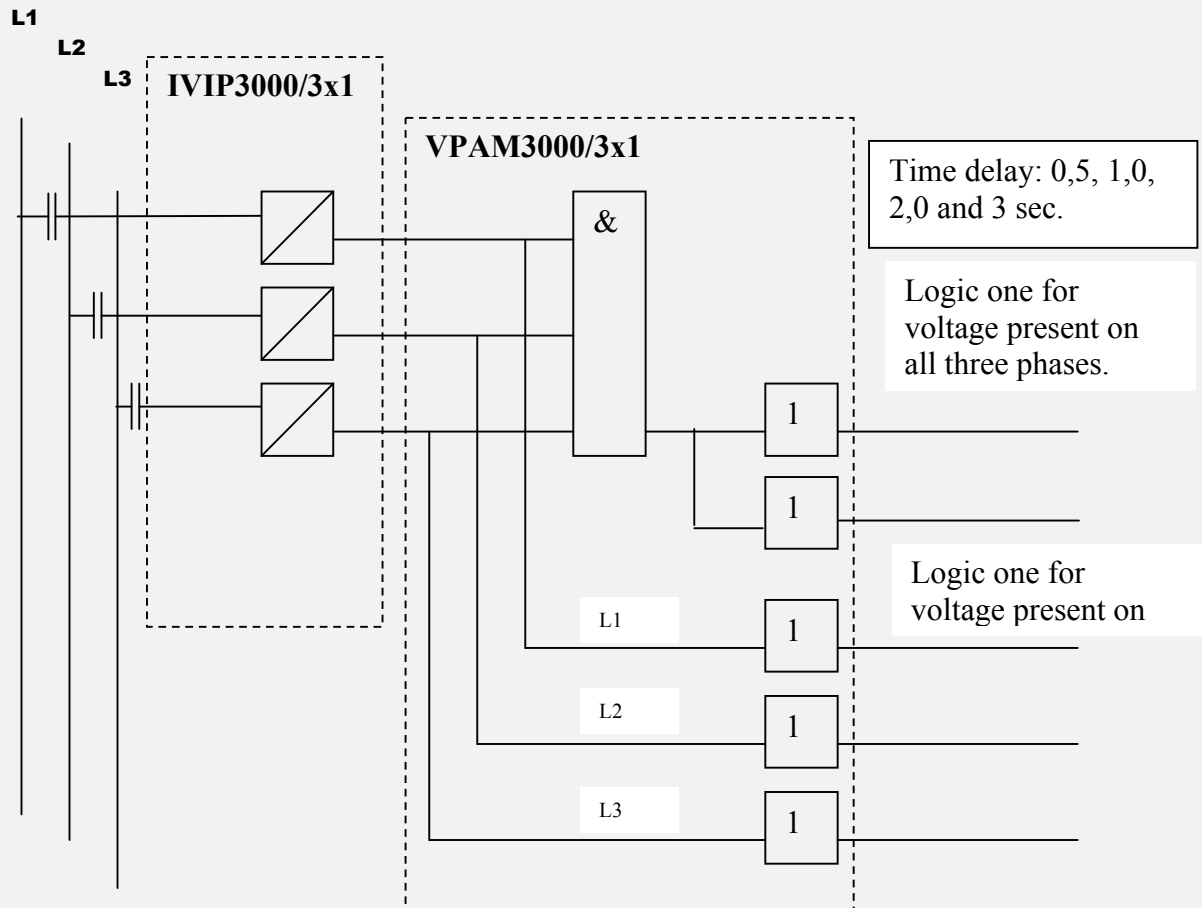 L1
L2
L3
IVIP3000/3x1
VPAM3000/3x1
Time delay: 0,5, 1,0,
2,0 and 3 sec.
&
Logic one for
voltage present on
all three phases.
1
1
Logic one for
voltage present on
L1
1
L2
1
L3
1